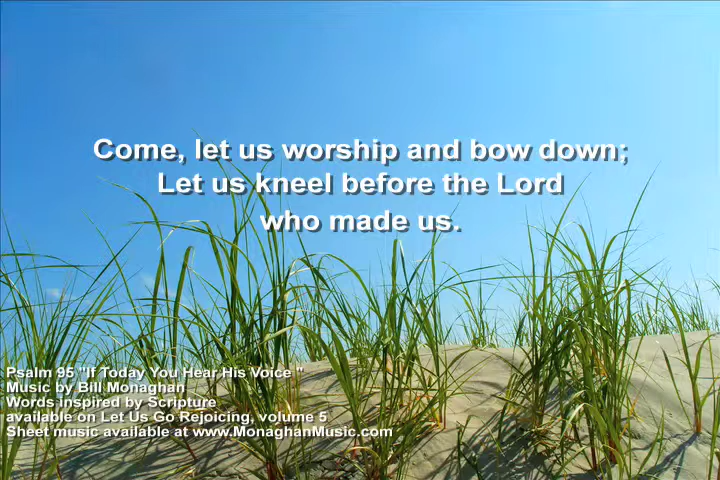 Come, let us worship and bow down;
Let us kneel before the Lord
who made us.
Psalm 95 "If Today You Hear His Voice "
Music by Bill Monaghan
Words inspired by Scripture
available on Let Us Go Rejoicing, volume 5
Sheet music available at www.MonaghanMusic.com